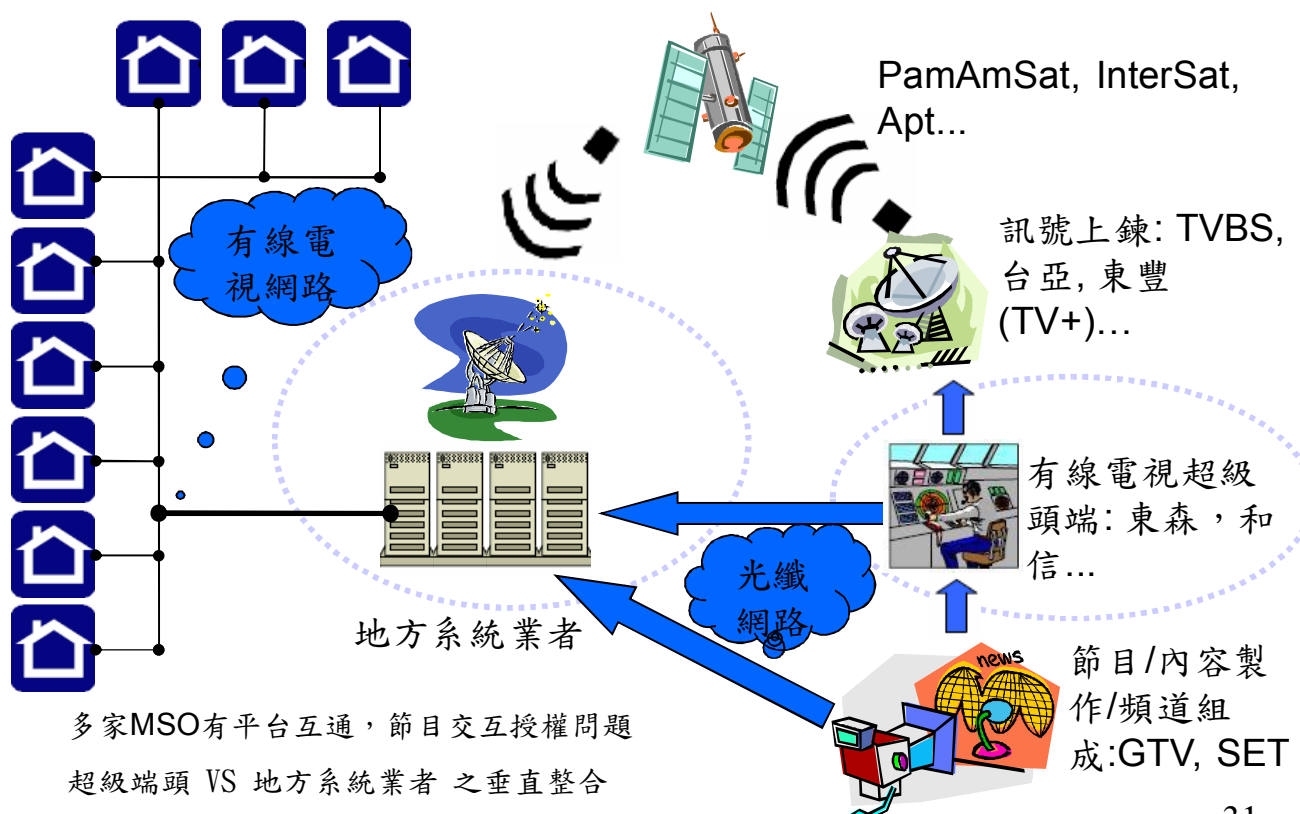 PamAmSat, InterSat,
Apt...
訊號上鍊: TVBS,
台亞, 東豐
(TV+)…
有線電
視網路
有線電視超級
頭端: 東森，和
信...
光纖
網路
地方系統業者
news
節目/內容製
作/頻道組
成:GTV, SET
多家MSO有平台互通，節目交互授權問題
超級端頭 VS 地方系統業者 之垂直整合